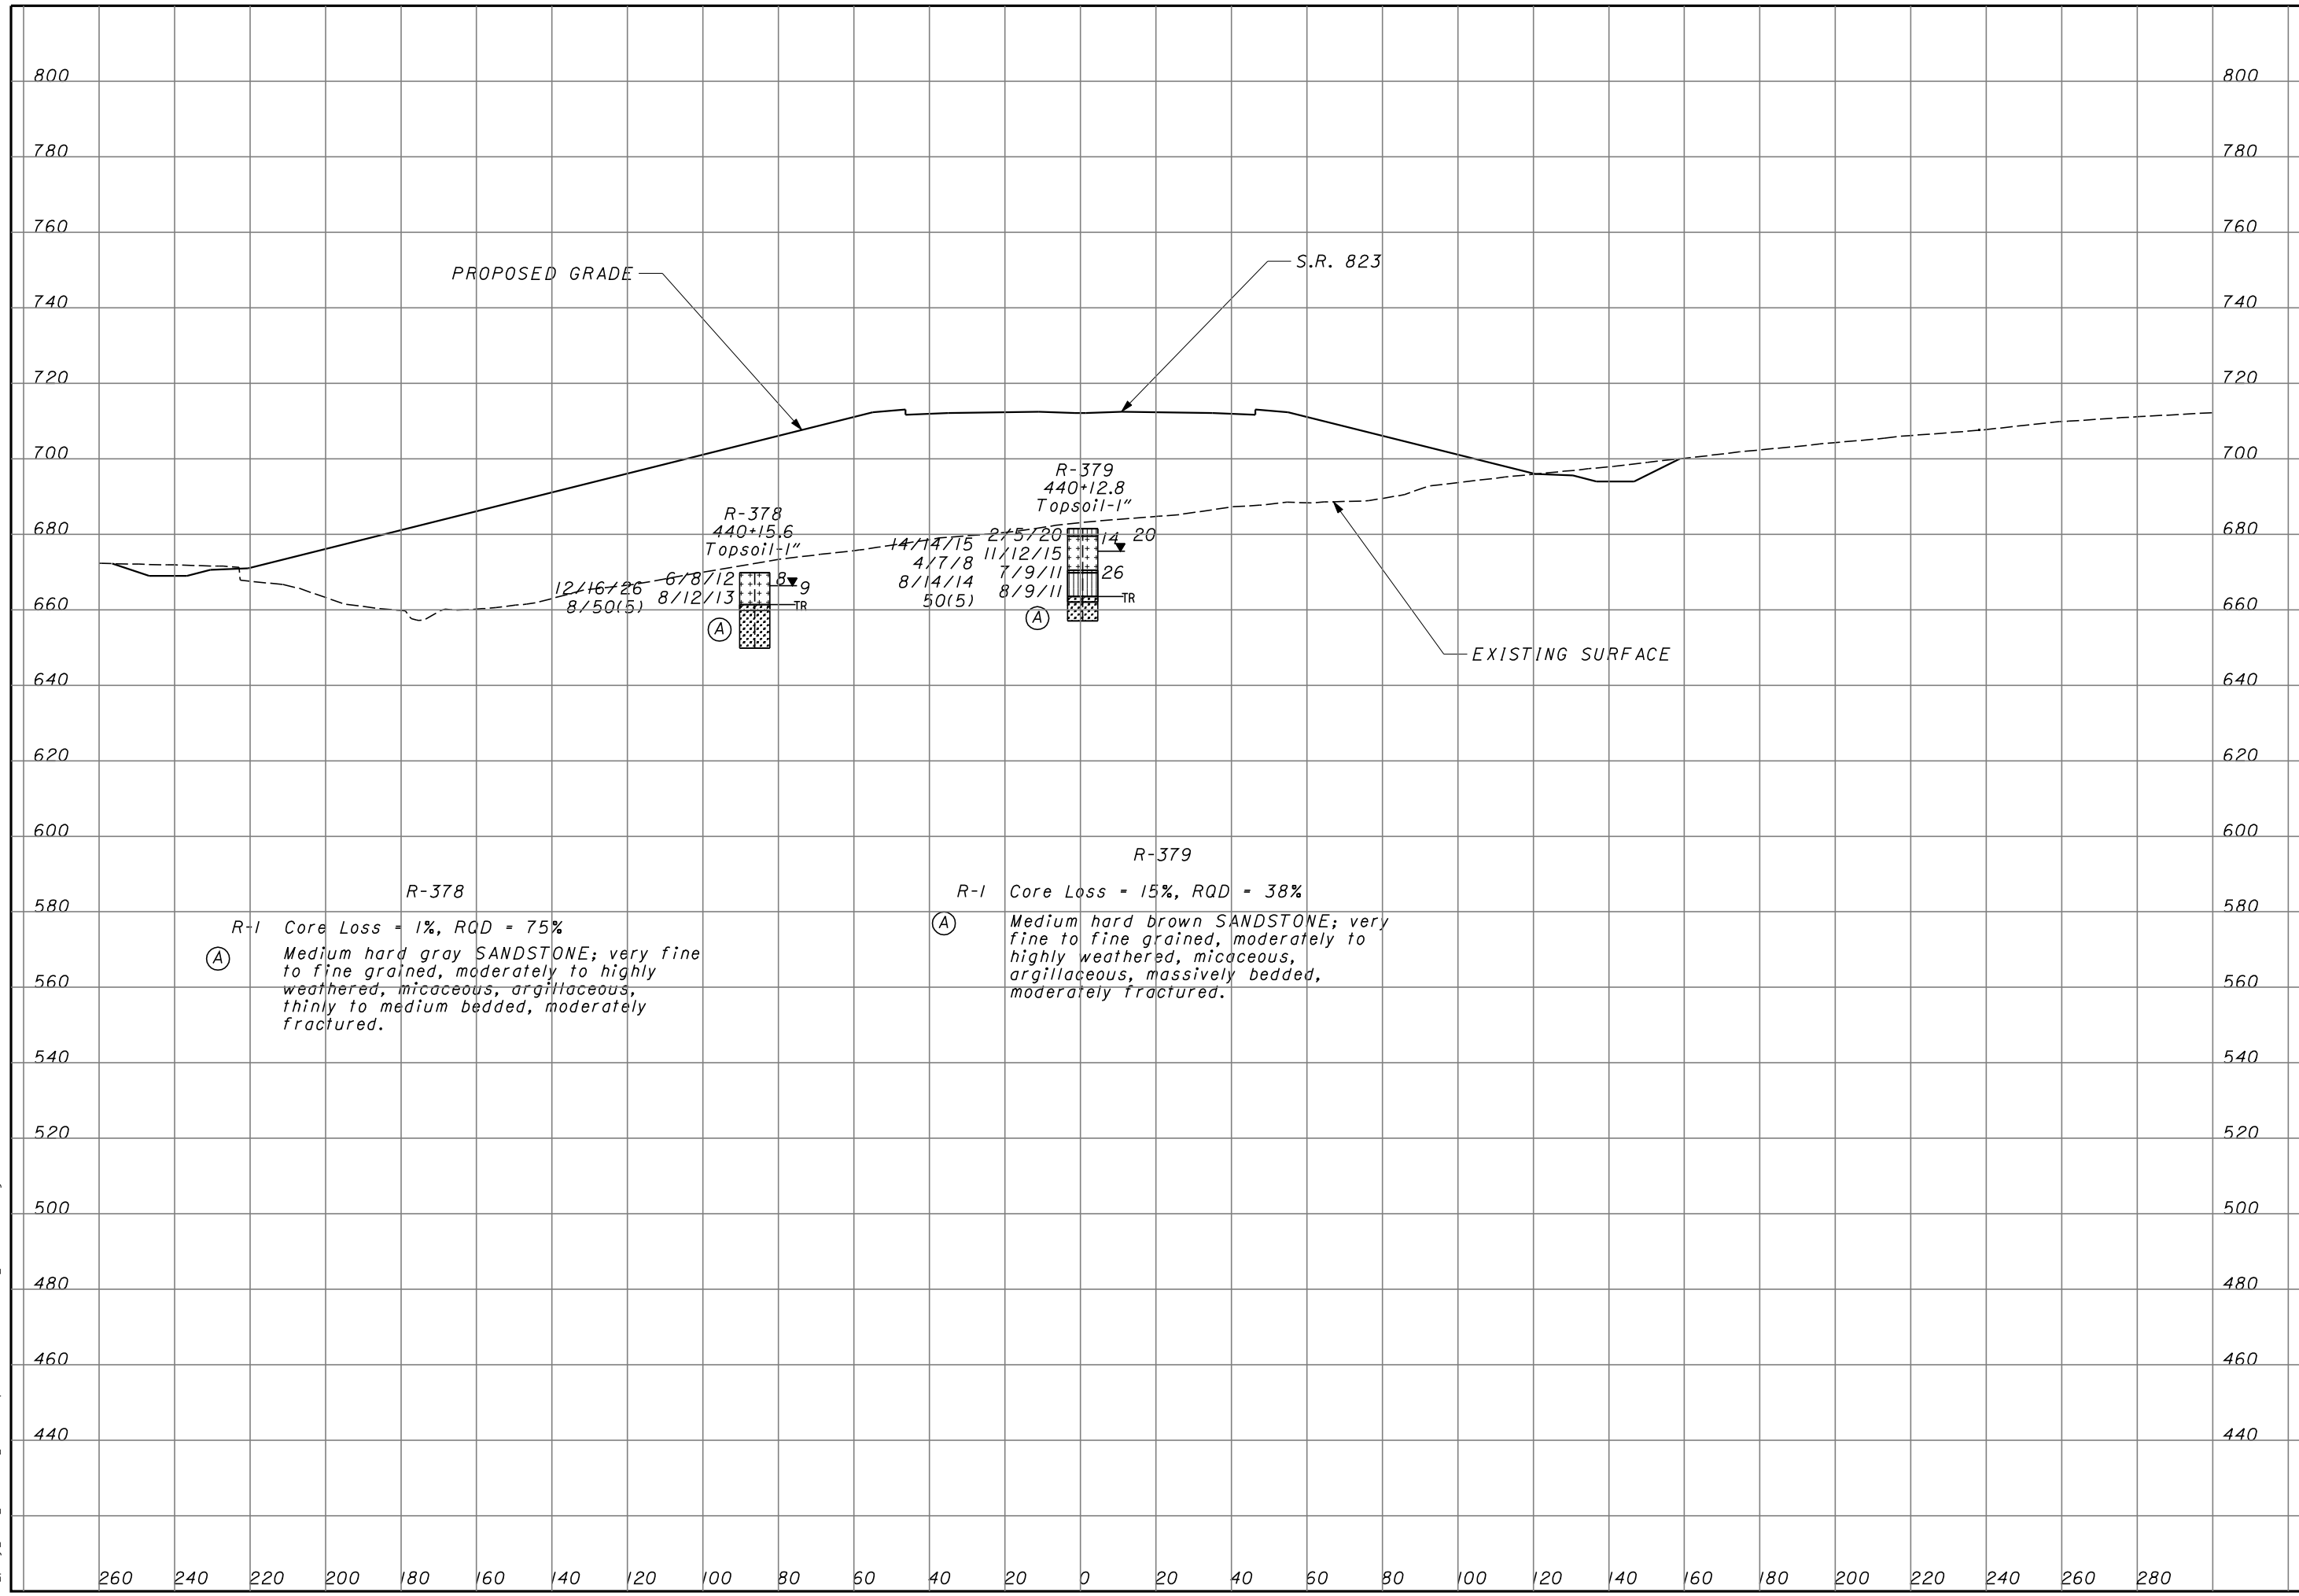 800 800
780 780
760 760
PROPOSED GRADE
S.R. 823
740 740
720 720
700 700
R-379
440+12.8
Topsoil-1"
R-378
440+15.6
Topsoil-1"
680 680
2/5/20 14 20
14/14/15
11/12/15
4/7/8
7/9/11 26
8/14/14
8/9/11
50(5)
TR
A
6/8/12 8 9
12/16/26
8/12/13
8/50(5)
TR
A
660 660
EXISTING SURFACE
640 640
620 620
600 600
R-379
R-1 Core Loss = 15%, RQD = 38%
A
Medium hard brown SANDSTONE; very
fine to fine grained, moderately to
highly weathered, micaceous,
argillaceous, massively bedded,
moderately fractured.
R-378
R-1 Core Loss = 1%, RQD = 75%
A
Medium hard gray SANDSTONE; very fine
to fine grained, moderately to highly
weathered, micaceous, argillaceous,
thinly to medium bedded, moderately
fractured.
580 580
560 560
540 540
520 520
500 500
480 480
460 460
440 440
260 240 220 200 180 160 140 120 100 80 60 40 20 0 20 40 60 80 100 120 140 160 180 200 220 240 260 280